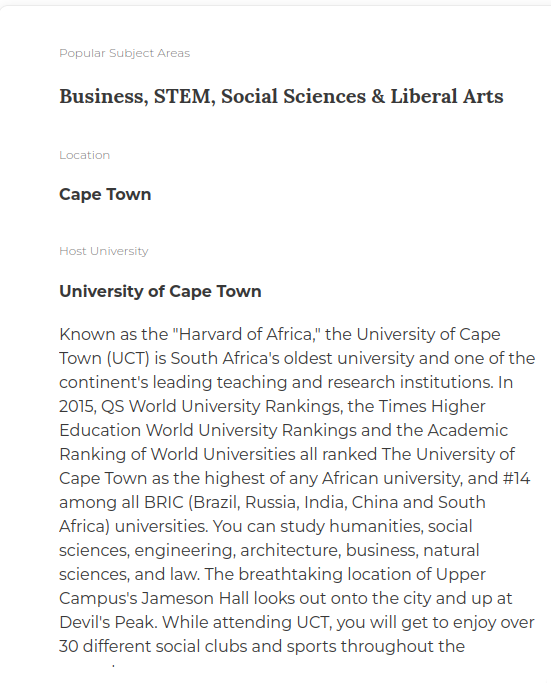 Popular Subject Areas
Business, STEM, Social Sciences & Liberal Arts
Location
Cape Town
Host University
University of Cape Town
Known as the "Harvard of Africa," the University of Cape
Town (UCT) is South Africa's oldest university and one of the
continent's leading teaching and research institutions. In
2015, QS World University Rankings, the Times Higher
Education World University Rankings and the Academic
Ranking of World Universities all ranked The University of
Cape Town as the highest of any African university, and #14
among all BRIC (Brazil, Russia, India, China and South
Africa) universities. You can study humanities, social
sciences, engineering, architecture, business, natural
sciences, and law. The breathtaking location of Upper
Campus's Jameson Hall looks out onto the city and up at
Devil's Peak. While attending UCT, you will get to enjoy over
30 different social clubs and sports throughout the